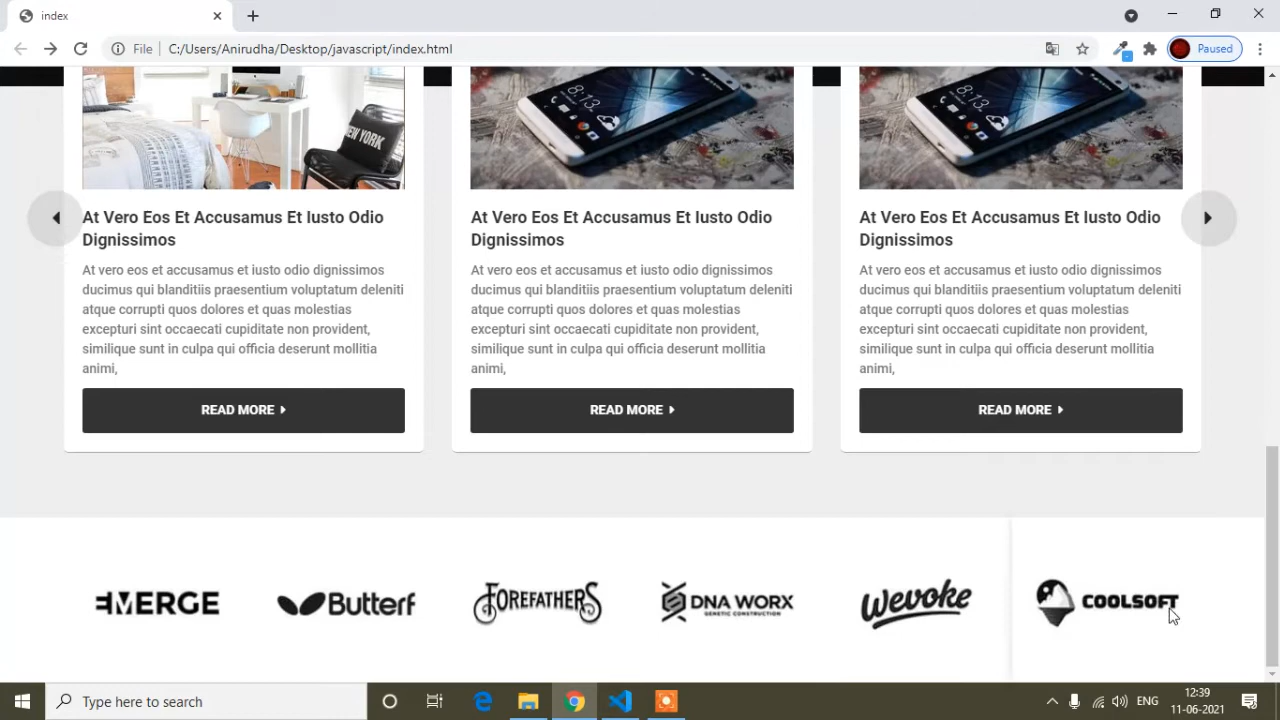 index
File
C:/Users/Anirudha/Desktop/javascript/index.html
Paused
NEW YORK
8:13
8:13
At Vero Eos Et Accusamus Et Iusto Odio
Dignissimos
At vero eos et accusamus et iusto odio dignissimos
ducimus qui blanditiis praesentium voluptatum deleniti
atque corrupti quos dolores et quas molestias
excepturi sint occaecati cupiditate non provident,
similique sunt in culpa qui officia deserunt mollitia
animi,
READ MORE
At Vero Eos Et Accusamus Et Iusto Odio
Dignissimos
At vero eos et accusamus et iusto odio dignissimos
ducimus qui blanditiis praesentium voluptatum deleniti
atque corrupti quos dolores et quas molestias
excepturi sint occaecati cupiditate non provident,
similique sunt in culpa qui officia deserunt mollitia
animi,
READ MORE
At Vero Eos Et Accusamus Et Iusto Odio
Dignissimos
At vero eos et accusamus et iusto odio dignissimos
ducimus qui blanditiis praesentium voluptatum deleniti
atque corrupti quos dolores et quas molestias
excepturi sint occaecati cupiditate non provident,
similique sunt in culpa qui officia deserunt mollitia
animi,
READ MORE
EMERGE
Butterf
FOREFATHERS
DNA WORX
GENETIC CONSTRUCTION
wevoke
COOLSOFT
Type here to search
ENG
12:39
11-06-2021